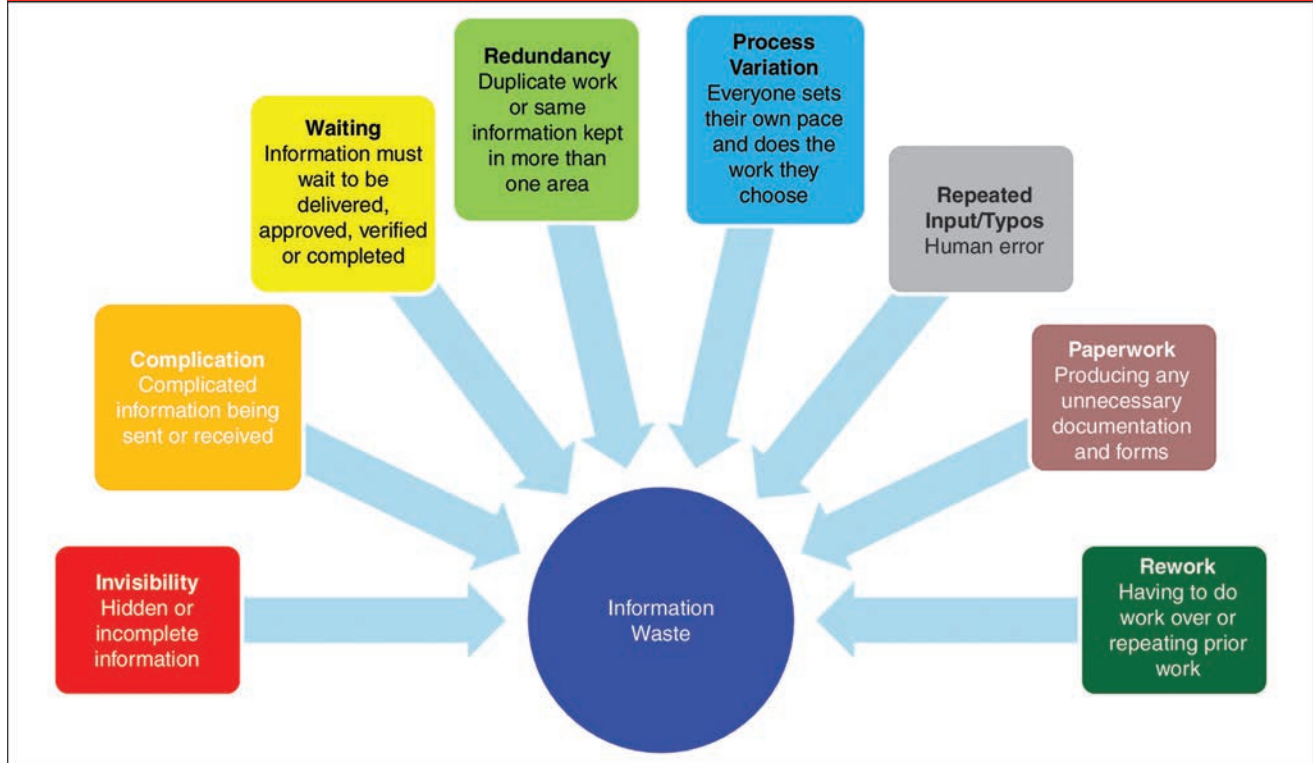 Invisibility
Hidden or
incomplete
information
Complication
Complicated
information being
sent or received
Waiting
Information must
wait to be
delivered,
approved, verified
or completed
Redundancy
Duplicate work
or same
information kept
in more than
one area
Process
Variation
Everyone sets
their own pace
and does the
work they
choose
Repeated
Input/Typos
Human error
Paperwork
Producing any
unnecessary
documentation
and forms
Rework
Having to do
work over or
repeating prior
work
Information
Waste